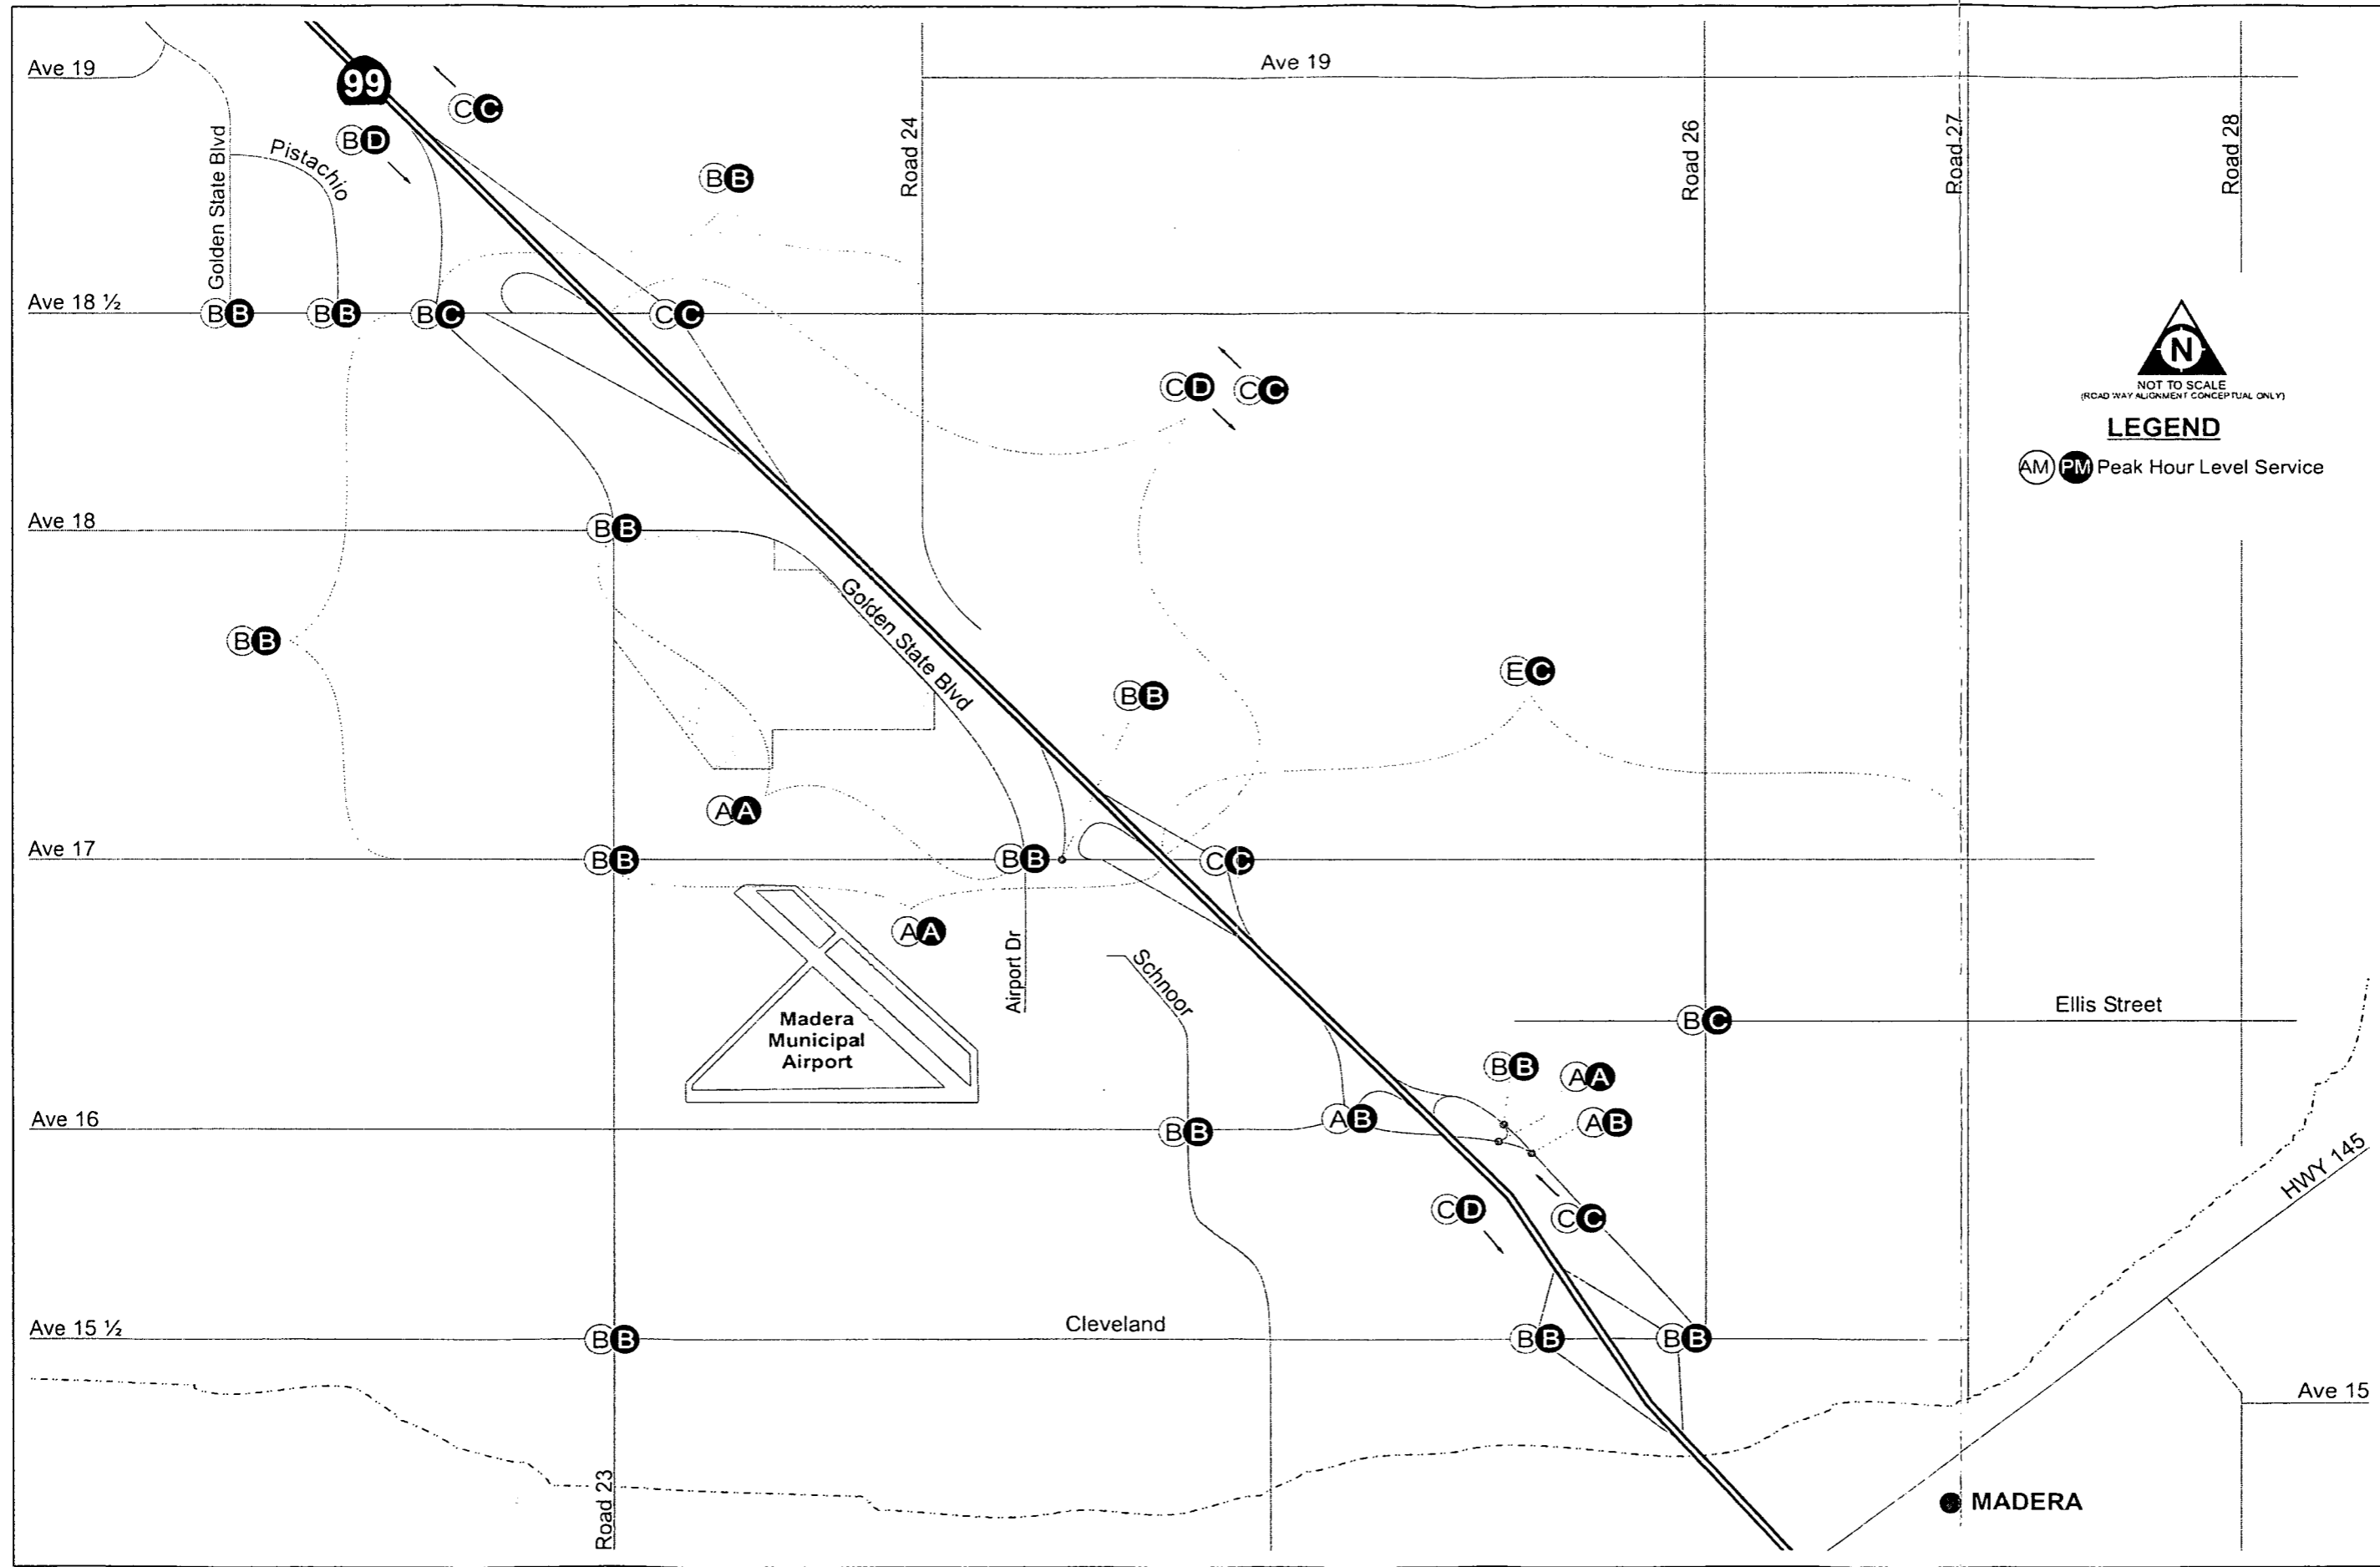 Ave 19
99
Ave 19
CC
BD
Golden State Blvd
Pistachio
BB
Road 24
Road 26
Road 27
Road 28
Ave 18 ½
BB
BB
BC
CC
N
NOT TO SCALE
(ROAD WAY ALIGNMENT CONCEPTUAL ONLY)
LEGEND
AM PM Peak Hour Level Service
CD
CC
Ave 18
BB
Golden State Blvd
BB
BB
EC
AA
Ave 17
BB
BB
CC
AA
Airport Dr
Schnoor
Madera
Municipal
Airport
BC
Ellis Street
BB
AA
AB
Ave 16
BB
AB
HWY 145
CD
CC
Ave 15 ½
BB
Cleveland
BB
BB
Ave 15
Road 23
MADERA